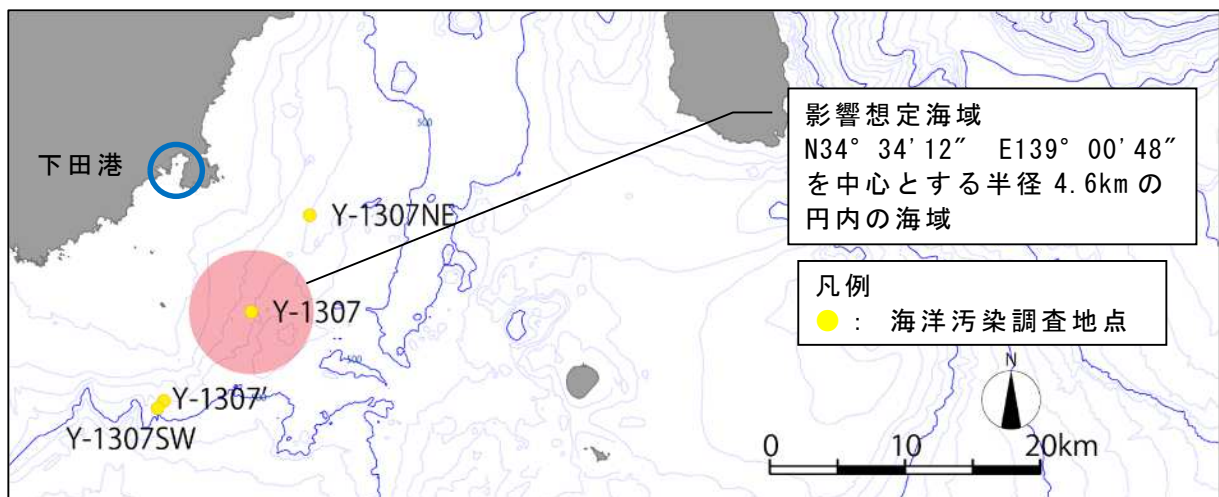 下田港
Y-1307NE
Y-1307
Y-1307'
Y-1307SW
500
500
影響想定海域
N34° 34'12″ E139° 00'48″
を中心とする半径 4.6km の
円内の海域
凡例
： 海洋汚染調査地点
N
0 10 20km